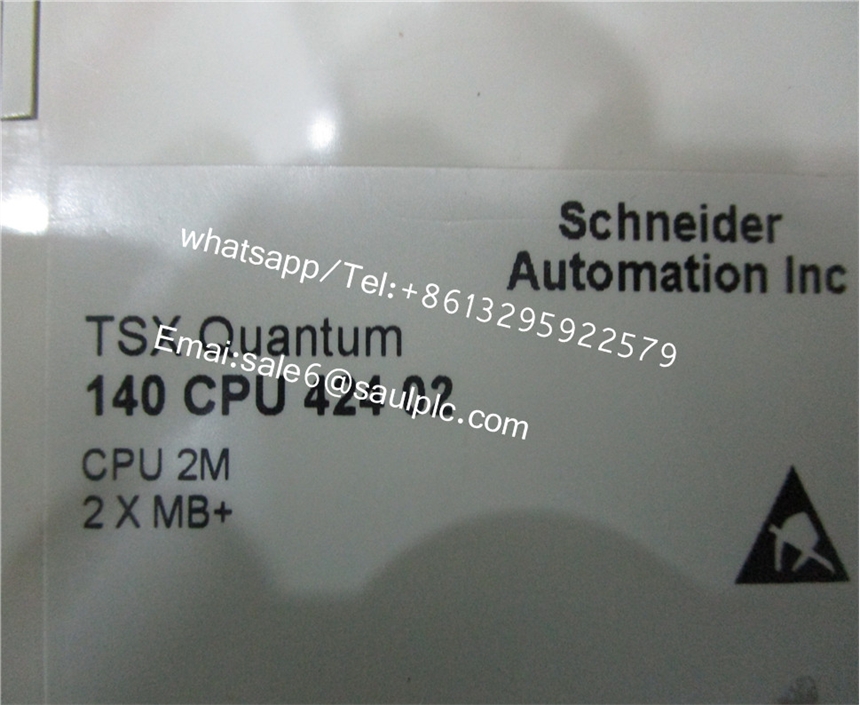 Schneider
Automation Inc
whatsapp/Tel:+8613295922579
TSX Quantum
Emai:sale6@saulplc.com
140 CPU 424 02
CPU 2M
2 X MB+